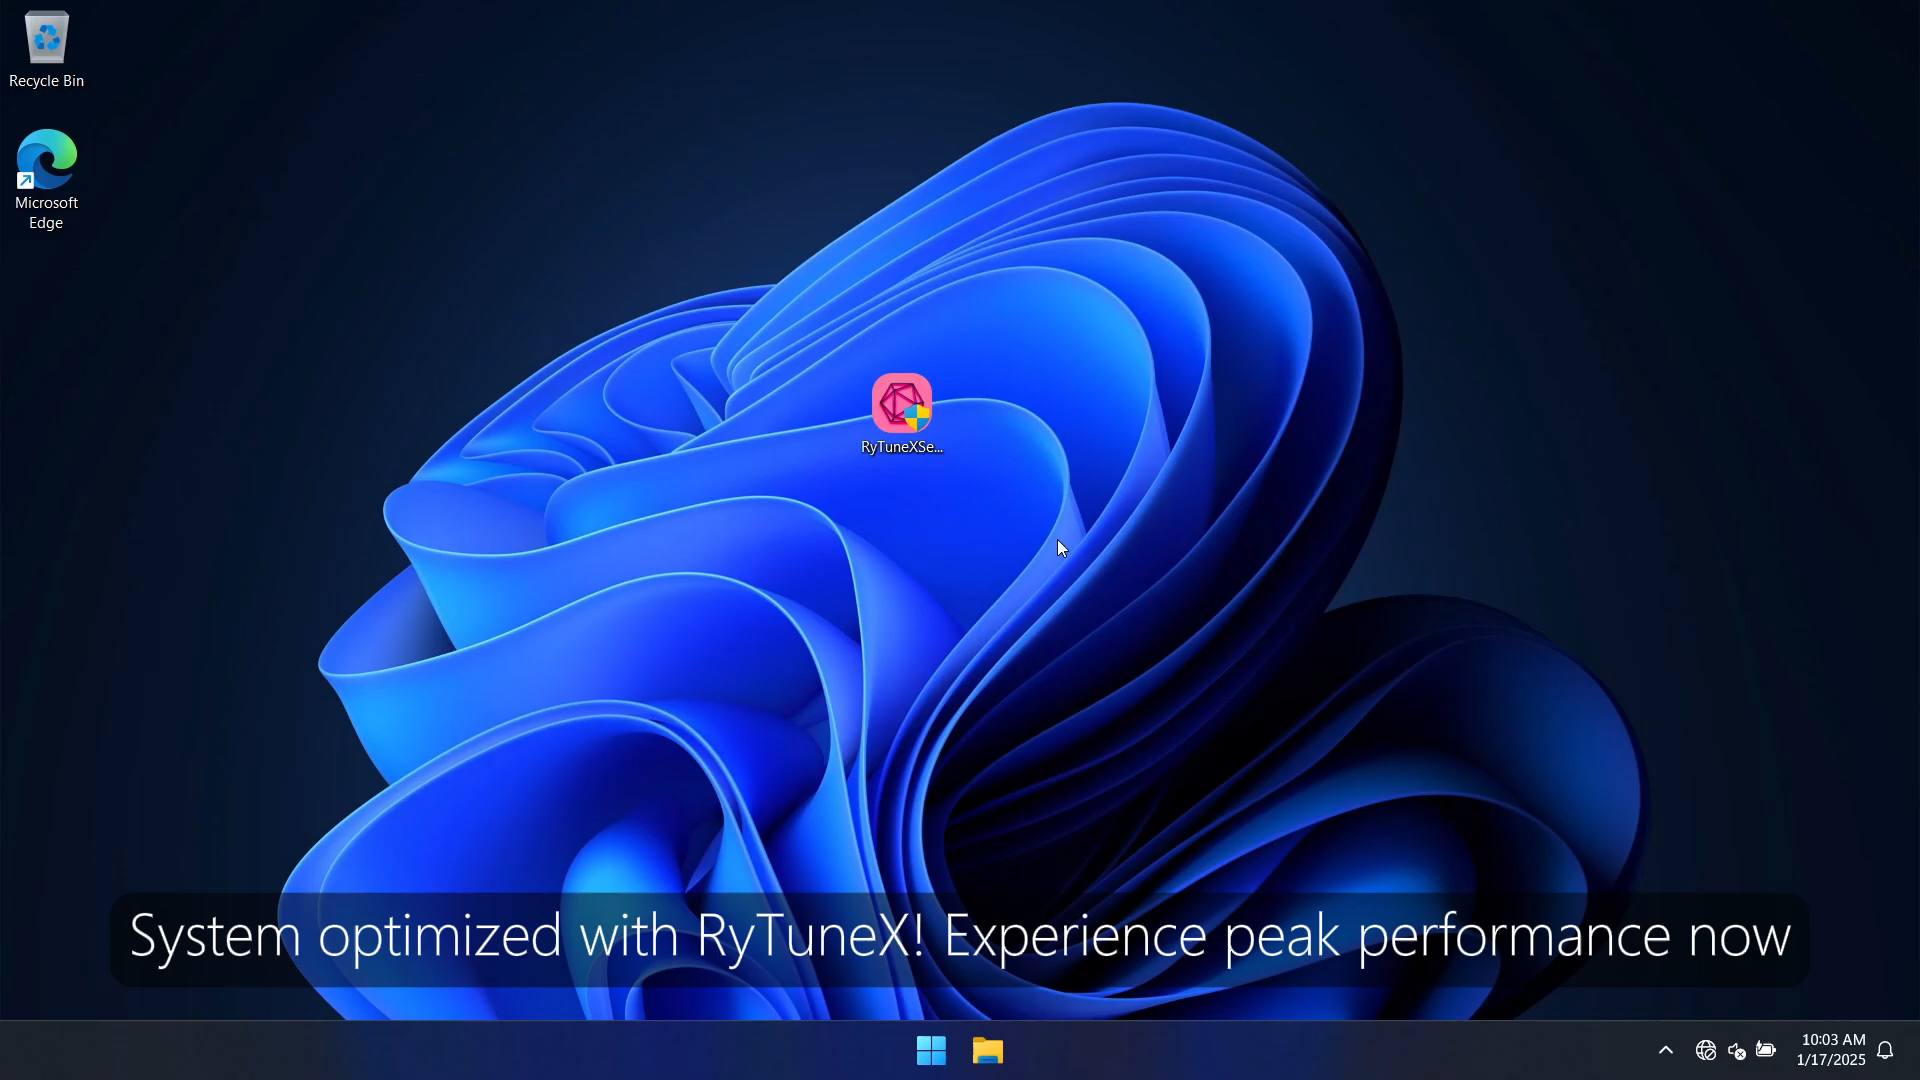 Recycle Bin
Microsoft
Edge
RyTuneXSe...
System optimized with RyTuneX! Experience peak performance now
10:03 AM
1/17/2025